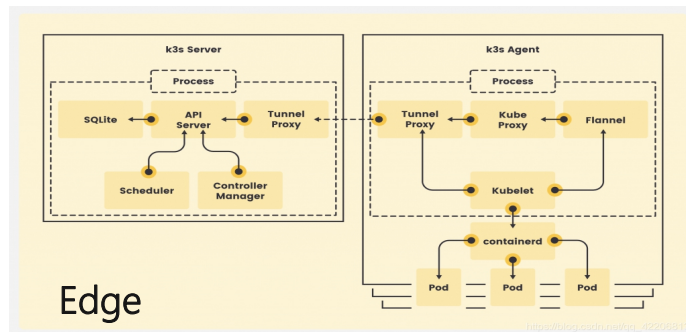 k3s Server
k3s Agent
Process
Process
SQLite
API
Server
Tunnel
Proxy
Tunnel
Proxy
Kube
Proxy
Flannel
Scheduler
Controller
Manager
Kubelet
containerd
Edge
Pod
Pod
Pod